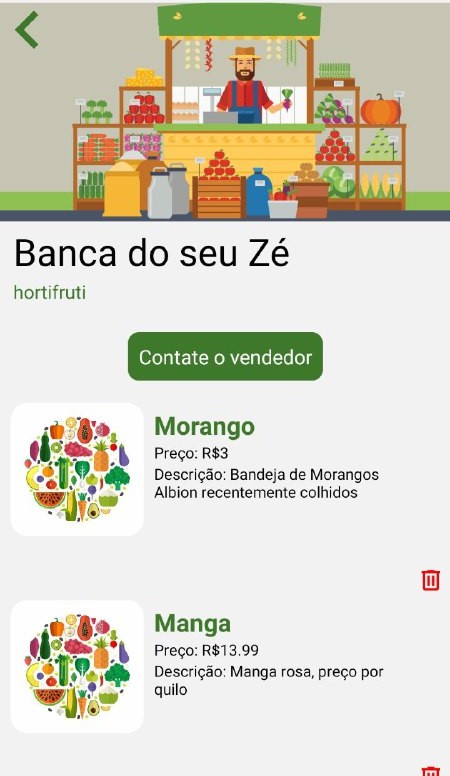 Banca do seu Zé
hortifruti
Contate o vendedor
Morango
Preço: R$3
Descrição: Bandeja de Morangos
Albion recentemente colhidos
Manga
Preço: R$13.99
Descrição: Manga rosa, preço por
quilo